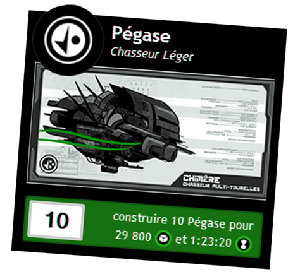 Pégase
Chasseur Léger
CHIMÈRE
CHASSEUR MULTI-TOURELLES
10
construire 10 Pégase pour
29 800 et 1:23:20